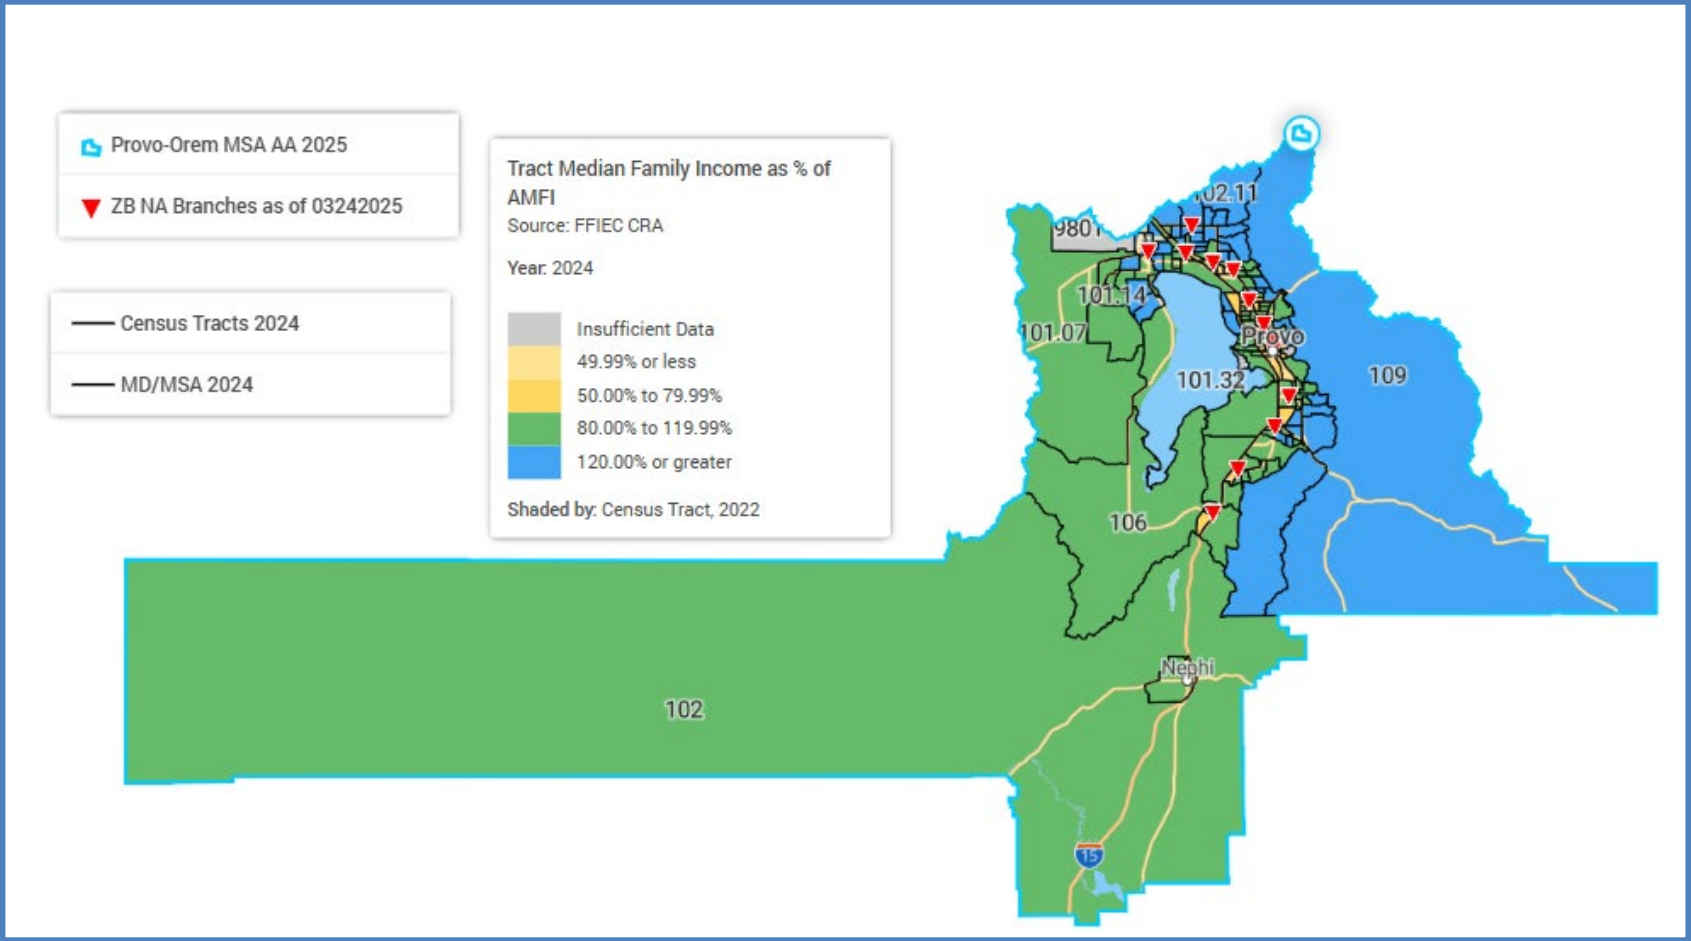 Provo-Orem MSA AA 2025
ZB NA Branches as of 03242025
Census Tracts 2024
MD/MSA 2024
Tract Median Family Income as % of
AMFI
Source: FFIEC CRA
Year: 2024
Insufficient Data
49.99% or less
50.00% to 79.99%
80.00% to 119.99%
120.00% or greater
Shaded by: Census Tract, 2022
102.11
9801
101.14
101.07
Provo
101.32
109
106
Nephi
102
15